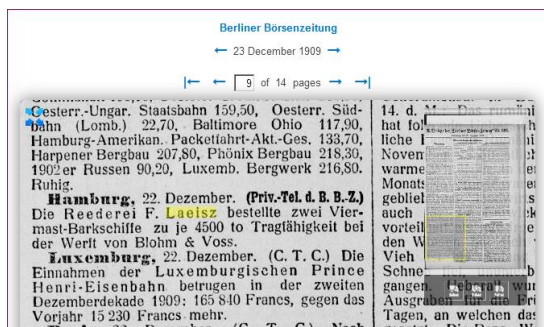 Berliner Börsenzeitung
← 23 December 1909 →
|← ← 9 of 14 pages → →|
Oesterr.-Ungar. Staatsbahn 159,50, Oesterr. Süd-
bahn (Lomb.) 22,70, Baltimore Ohio 117,90,
Hamburg-Amerikan. Packetfahrt-Akt.-Ges. 133,70,
Harpener Bergbau 207,80, Phönix Bergbau 218,30,
1902er Russen 90,20, Luxemb. Bergwerk 216,80.
Ruhig.
Hamburg, 22. Dezember. (Priv.-Tel. d. B. B.-Z.)
Die Reederei F. Laeisz bestellte zwei Vier-
mast-Barkschiffe zu je 4500 to Tragfähigkeit bei
der Werft von Blohm & Voss.
Luxemburg, 22. Dezember. (C. T. C.) Die
Einnahmen der Luxemburgischen Prince
Henri-Eisenbahn betrugen in der zweiten
Dezemberdekade 1909: 165 840 Francs, gegen das
Vorjahr 15 230 Francs mehr.
14. d. M.: Das
hat
liche
Novem
warme
Monats
geblieb
auch
vorteil
den W
Vieh
Schnee
gangen.
Ausgraben
Tagen, an welchen das